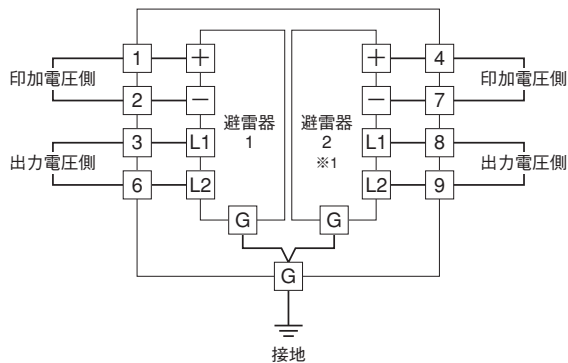 1 + + 4
印加電圧側 印加電圧側
2 − − 7
避雷器 避雷器
1 2
3 L1 L1 8
※1
出力電圧側 出力電圧側
6 L2 L2 9
G G
G
接地